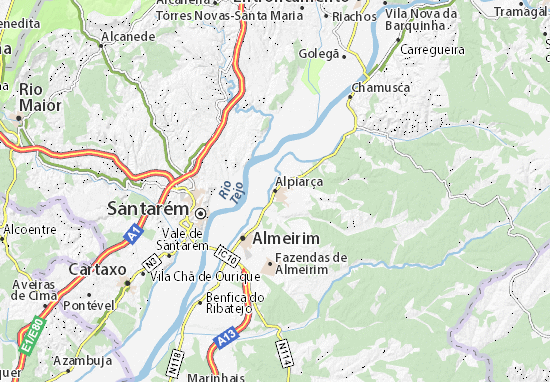 Alcanena
Entroncamento
Tramagal
Torres Novas-Santa Maria
Riachos
Vila Nova da
Barquinha
Alcanede
Golegã
Carregueira
Chamusca
Rio
Maior
Rio
Tejo
Alpiarça
Santarém
A1
Alcoentre
Vale de
Santarém
Almeirim
N3
IC10
Cartaxo
Vila Chã de Ourique
Fazendas de
Almeirim
Aveiras
de Cima
Pontével
Benfica do
Ribatejo
E1/E80
A13
N118
N114
Azambuja
Marinhais